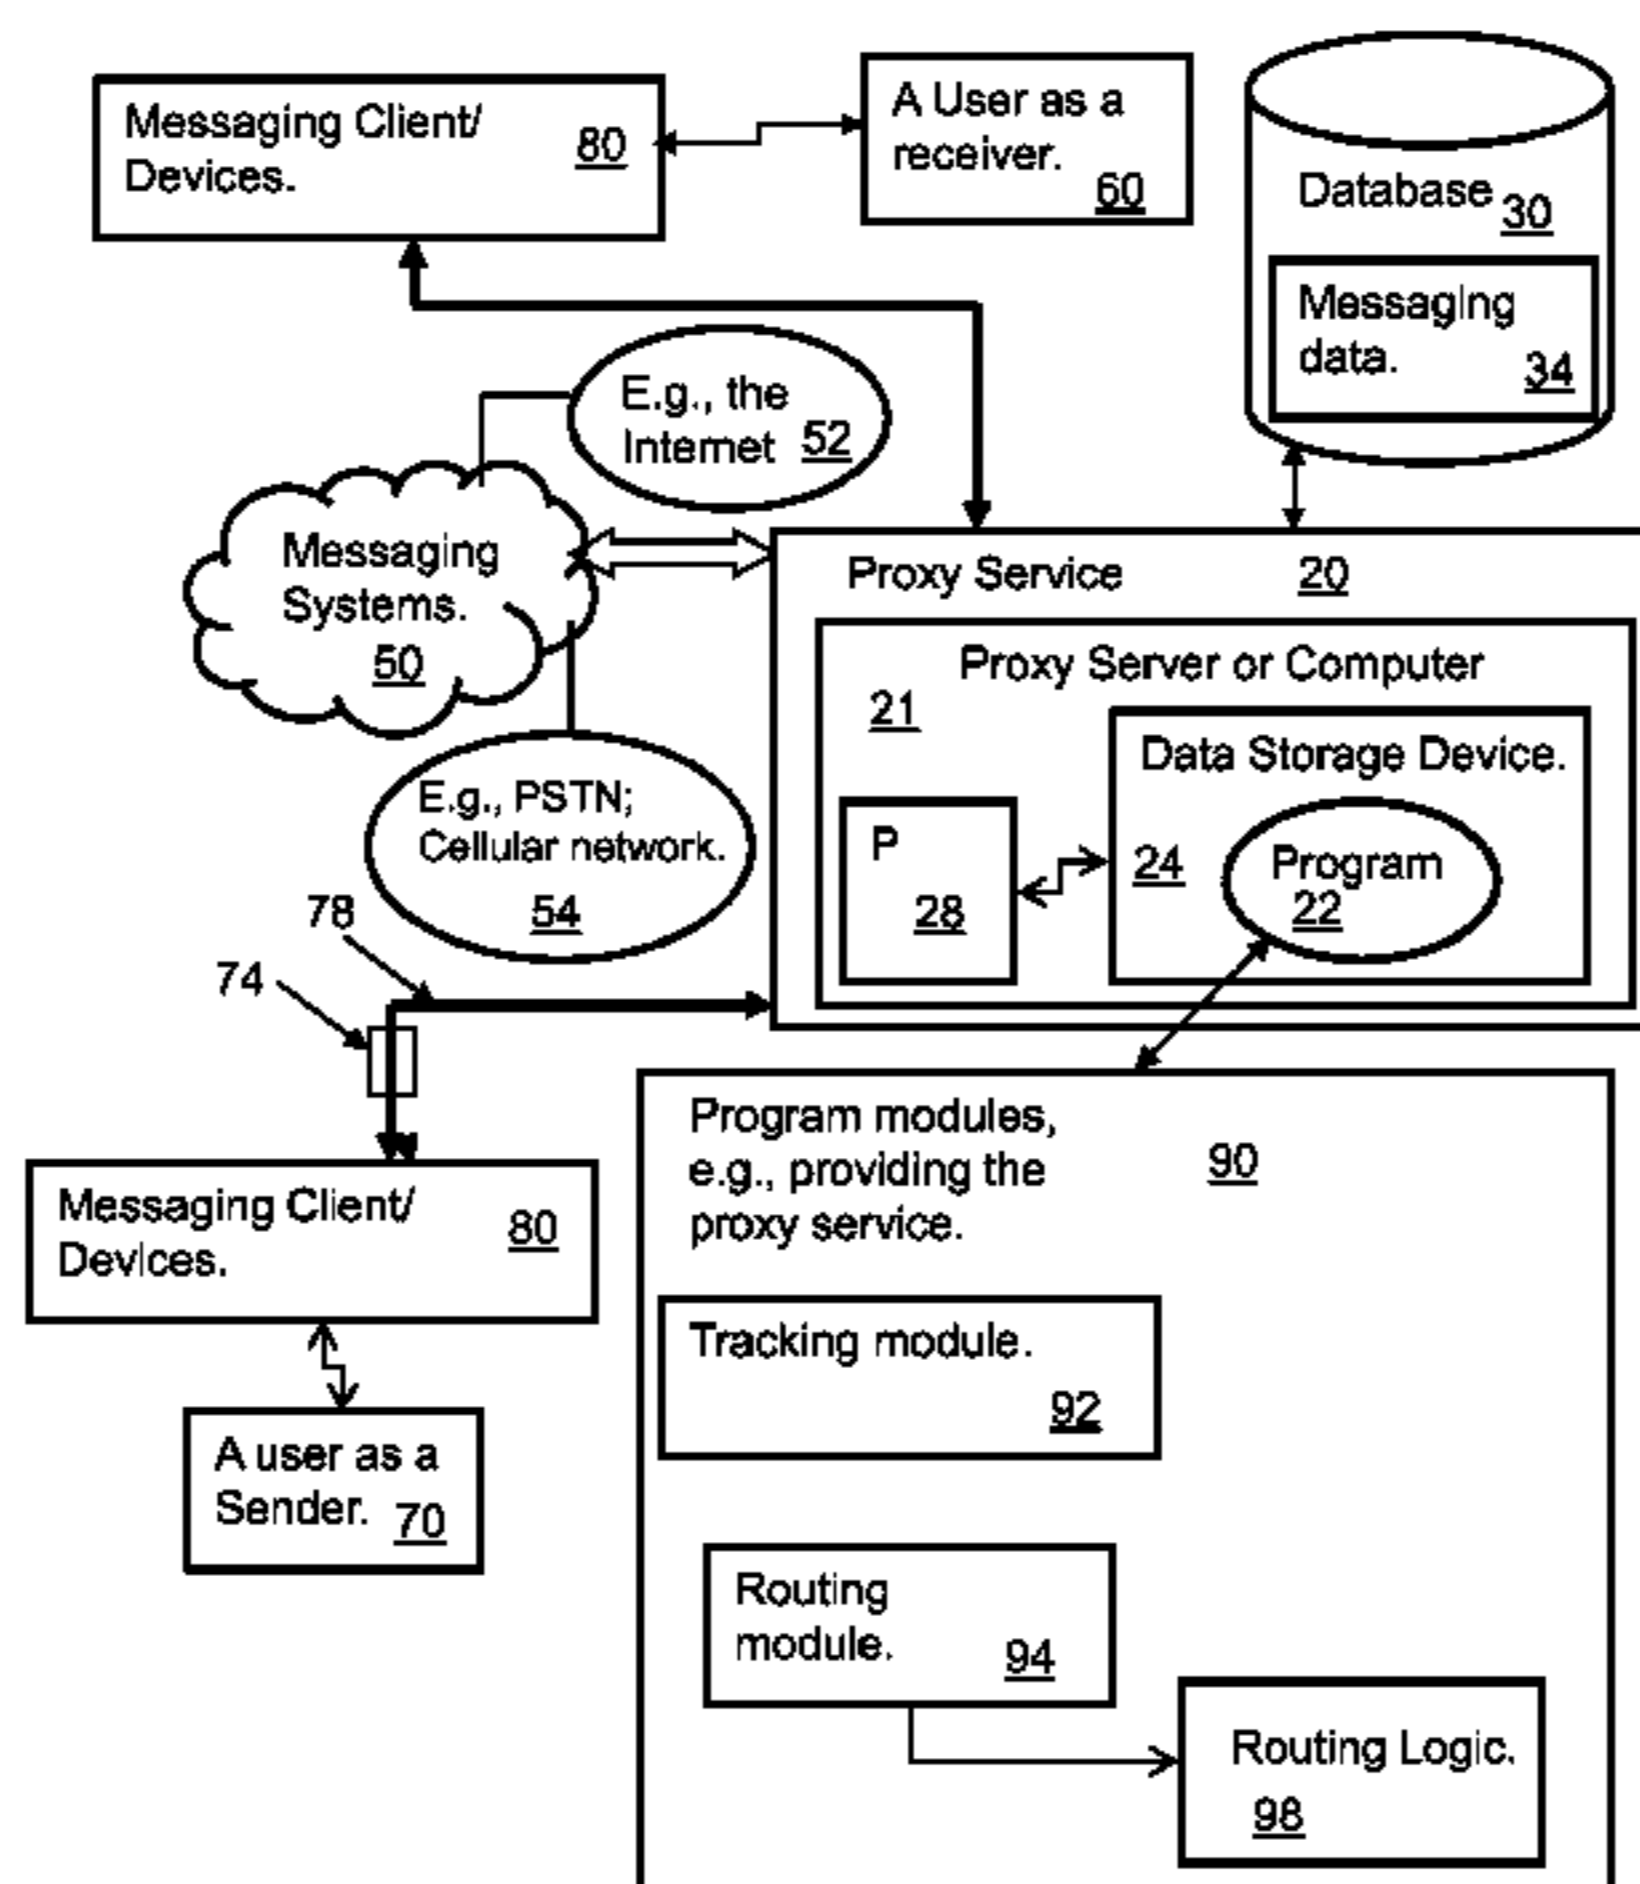 Messaging Client/
Devices.
80
A User as a
receiver.
60
Database
30
Messaging
data.
34
E.g., the
Internet 52
Messaging
Systems.
50
Proxy Service 20
Proxy Server or Computer
21
Data Storage Device.
P
28
24
Program
22
E.g., PSTN;
Cellular network.
54
78
74
Messaging Client/
Devices.
80
A user as a
Sender. 70
Program modules,
e.g., providing the
proxy service.
90
Tracking module.
92
Routing
module.
94
Routing Logic.
98